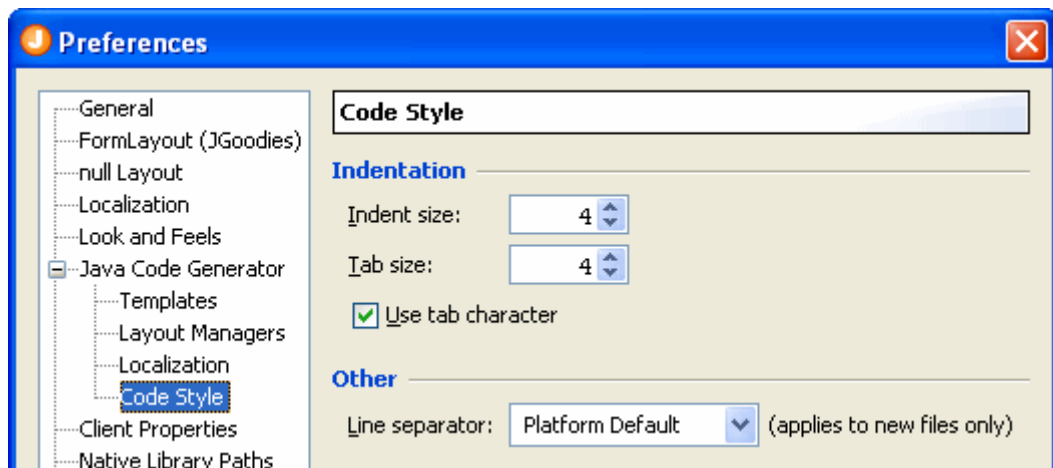 Preferences
General
FormLayout (JGoodies)
null Layout
Localization
Look and Feels
Java Code Generator
Templates
Layout Managers
Localization
Code Style
Client Properties
Native Library Paths
Code Style
Indentation
Indent size: 4
Tab size: 4
Use tab character
Other
Line separator: Platform Default (applies to new files only)